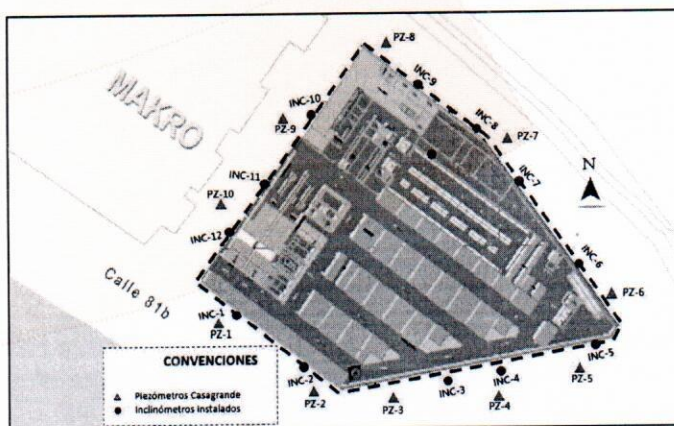 PZ-8
INC-9
INC-10
PZ-9
INC-8
PZ-7
MAKRO
INC-7
N
INC-11
PZ-10
INC-12
INC-6
PZ-6
Calle 81b
INC-1
PZ-1
INC-5
CONVENCIONES
INC-2
INC-4
PZ-5
INC-3
PZ-2
PZ-3
PZ-4
Piezómetros Casagrande
Inclinómetros Instalados